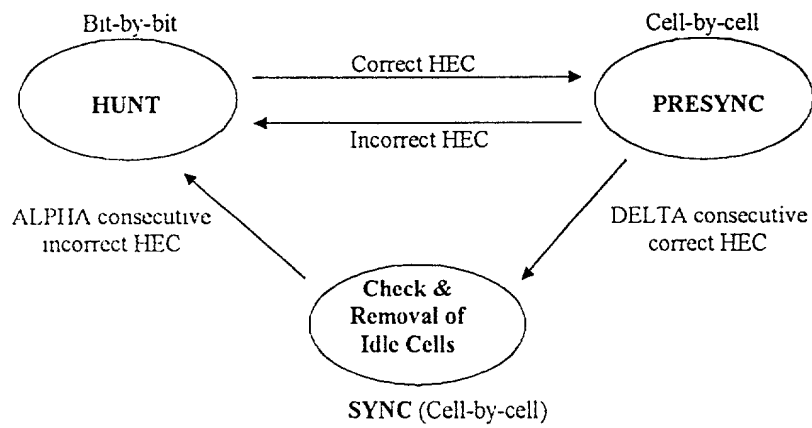 Bit-by-bit
Cell-by-cell
Correct HEC
HUNT
PRESYNC
Incorrect HEC
ALPHA consecutive
incorrect HEC
DELTA consecutive
correct HEC
Check &
Removal of
Idle Cells
SYNC (Cell-by-cell)